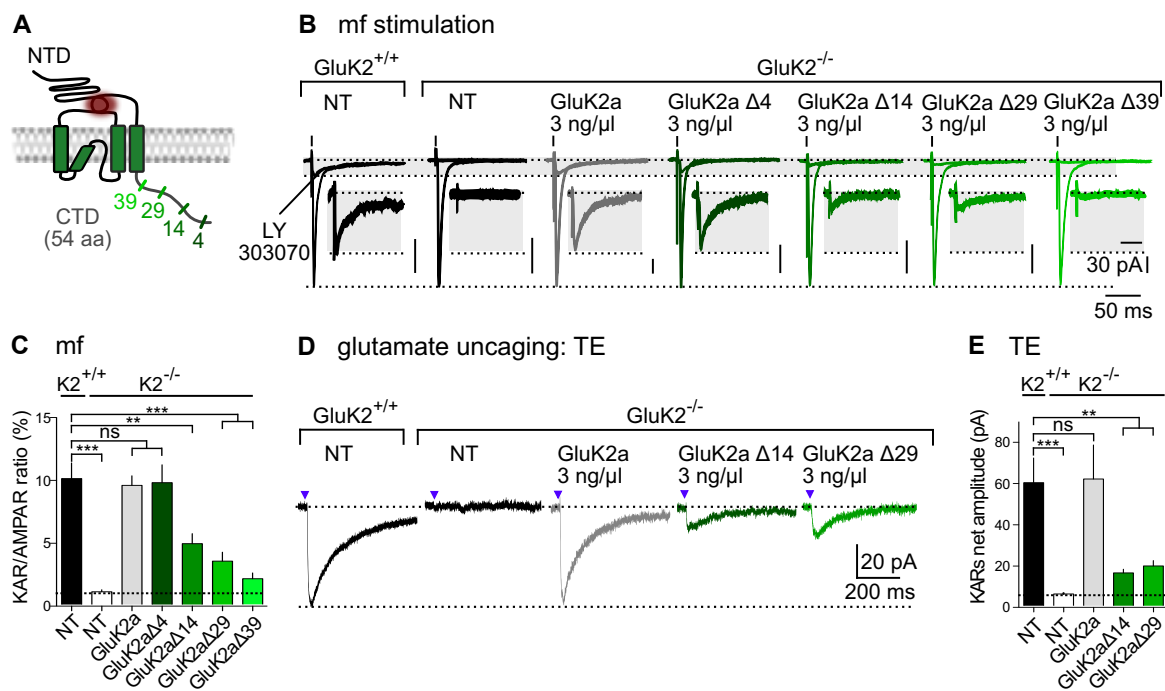 A
NTD
CTD
(54 aa)
39
29
14
4
B mf stimulation
GluK2+/+
GluK2-/-
NT
NT
GluK2a
3 ng/µl
GluK2a Δ4
3 ng/µl
GluK2a Δ14
3 ng/µl
GluK2a Δ29
3 ng/µl
GluK2a Δ39
3 ng/µl
LY
303070
30 pA
50 ms
C mf
K2+/+
K2-/-
***
**
ns
***
KAR/AMPAR ratio (%)
15
10
5
0
NT
NT
GluK2a
GluK2aΔ4
GluK2aΔ14
GluK2aΔ29
GluK2aΔ39
D glutamate uncaging: TE
GluK2+/+
GluK2-/-
NT
NT
GluK2a
3 ng/µl
GluK2a Δ14
3 ng/µl
GluK2a Δ29
3 ng/µl
20 pA
200 ms
E TE
K2+/+
K2-/-
**
ns
***
KARs net amplitude (pA)
80
60
40
20
0
NT
NT
GluK2a
GluK2aΔ14
GluK2aΔ29